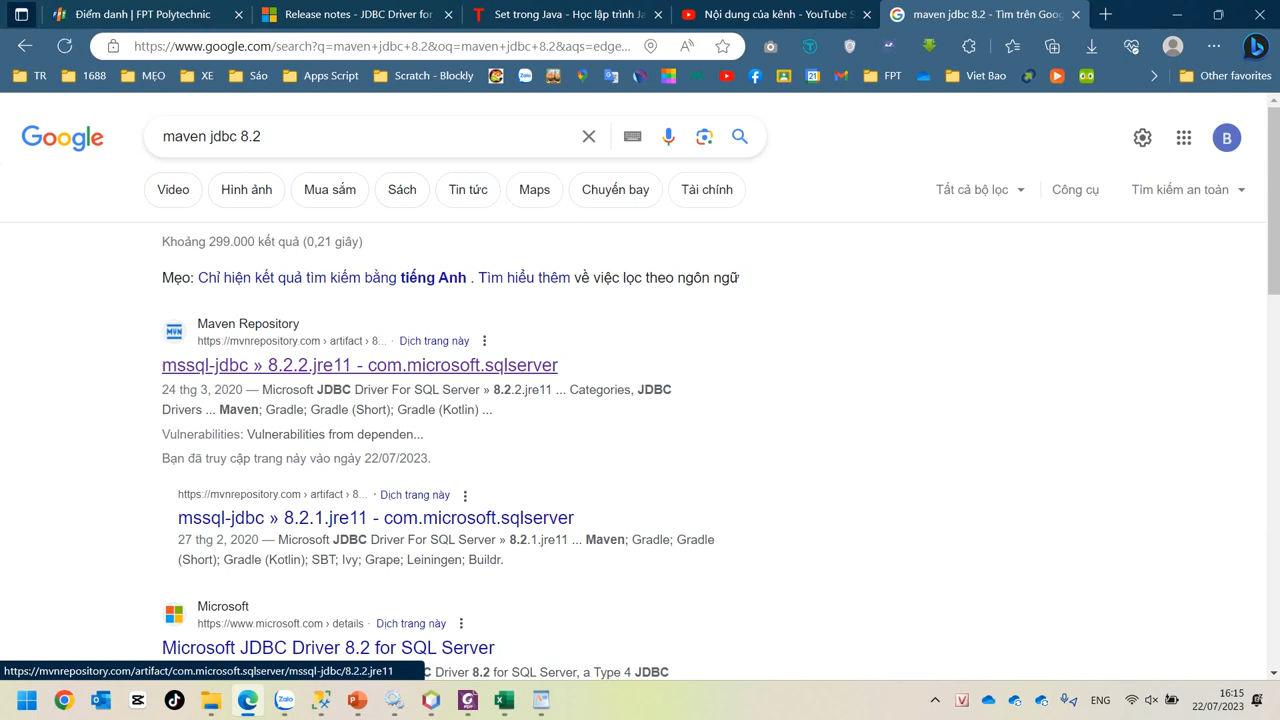 Điểm danh | FPT Polytechnic
Release notes - JDBC Driver for
Set trong Java - Học lập trình Ja
Nội dung của kênh - YouTube S
maven jdbc 8.2 - Tìm trên Goog
https://www.google.com/search?q=maven+jdbc+8.2&oq=maven+jdbc+8.2&aqs=edge...
TR
1688
MẸO
XE
Sáo
Apps Script
Scratch - Blockly
FPT
Viet Bao
Other favorites
Google
maven jdbc 8.2
B
Video
Hình ảnh
Mua sắm
Sách
Tin tức
Maps
Chuyến bay
Tài chính
Tất cả bộ lọc
Công cụ
Tìm kiếm an toàn
Khoảng 299.000 kết quả (0,21 giây)
Mẹo: Chỉ hiện kết quả tìm kiếm bằng tiếng Anh . Tìm hiểu thêm về việc lọc theo ngôn ngữ
MVN
Maven Repository
https://mvnrepository.com › artifact › 8... · Dịch trang này
mssql-jdbc » 8.2.2.jre11 - com.microsoft.sqlserver
24 thg 3, 2020 — Microsoft JDBC Driver For SQL Server » 8.2.2.jre11 ... Categories, JDBC
Drivers ... Maven; Gradle; Gradle (Short); Gradle (Kotlin) ...
Vulnerabilities: Vulnerabilities from dependen...
Bạn đã truy cập trang này vào ngày 22/07/2023.
https://mvnrepository.com › artifact › 8... · Dịch trang này
mssql-jdbc » 8.2.1.jre11 - com.microsoft.sqlserver
27 thg 2, 2020 — Microsoft JDBC Driver For SQL Server » 8.2.1.jre11 ... Maven; Gradle; Gradle
(Short); Gradle (Kotlin); SBT; Ivy; Grape; Leiningen; Buildr.
Microsoft
https://www.microsoft.com › details · Dịch trang này
Microsoft JDBC Driver 8.2 for SQL Server
C Driver 8.2 for SQL Server, a Type 4 JDBC
https://mvnrepository.com/artifact/com.microsoft.sqlserver/mssql-jdbc/8.2.2.jre11
ENG
16:15
22/07/2023